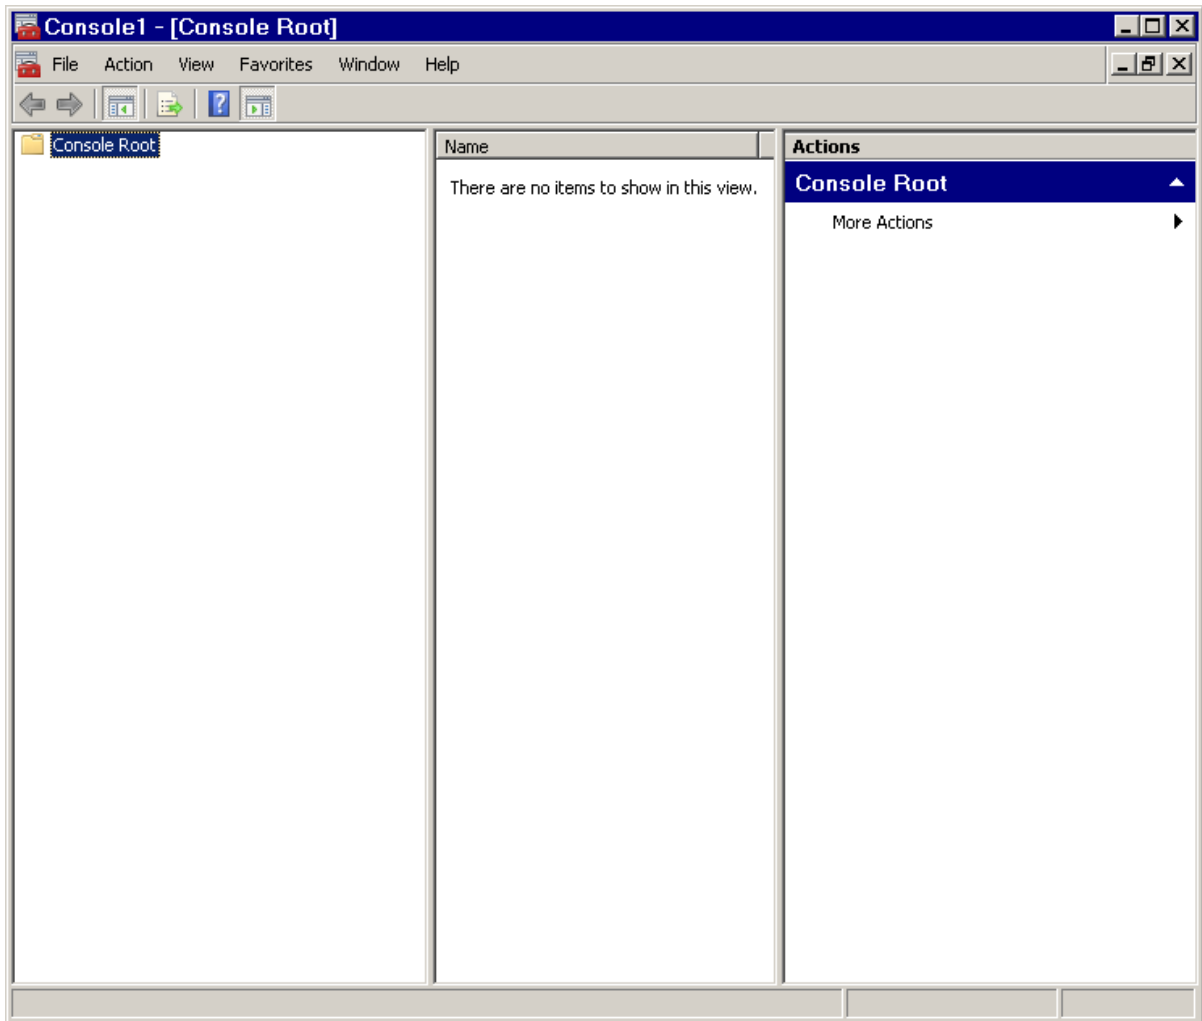 Console1 - [Console Root]
File Action View Favorites Window Help
?
Console Root
Name
There are no items to show in this view.
Actions
Console Root
More Actions